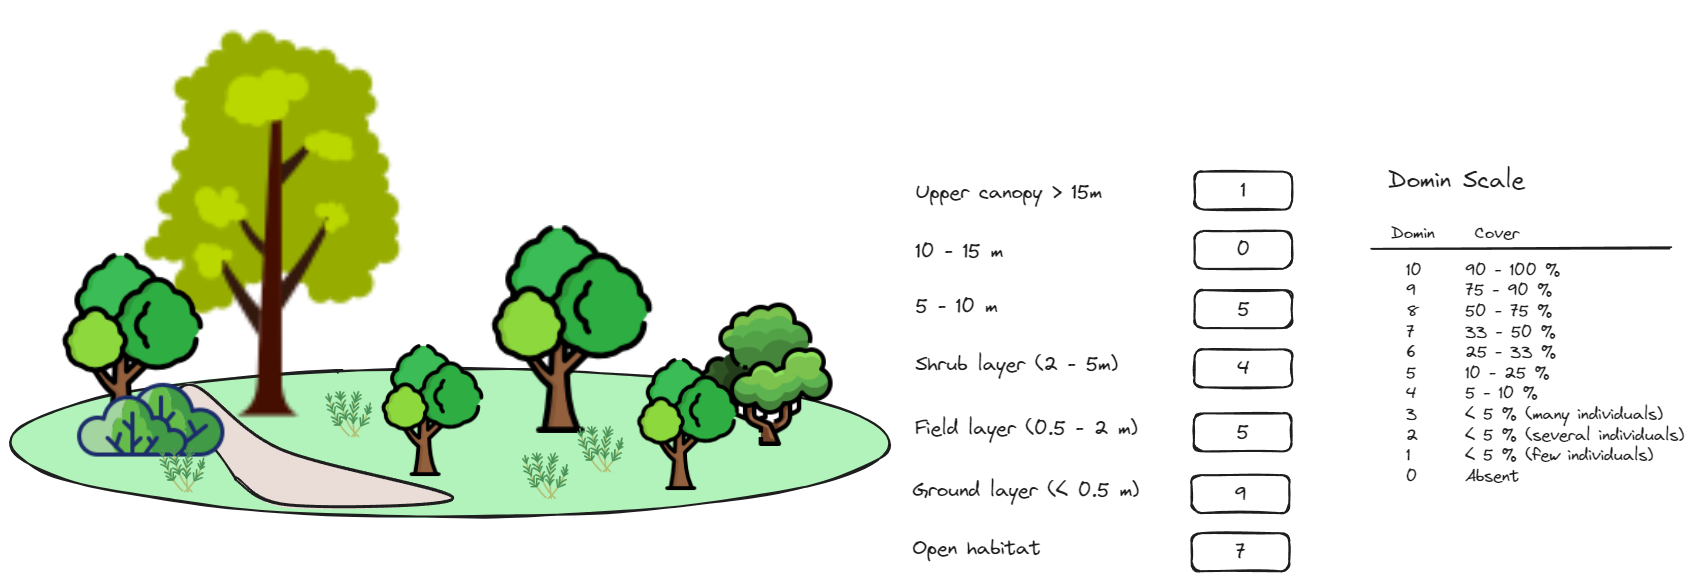 Upper canopy > 15m 1
10 - 15 m 0
5 - 10 m 5
Shrub layer (2 - 5m) 4
Field layer (0.5 - 2 m) 5
Ground layer (< 0.5 m) 9
Open habitat 7
Domin Scale
Domin Cover
10 90 - 100 %
9 75 - 90 %
8 50 - 75 %
7 33 - 50 %
6 25 - 33 %
5 10 - 25 %
4 5 - 10 %
3 < 5 % (many individuals)
2 < 5 % (several individuals)
1 < 5 % (few individuals)
0 Absent